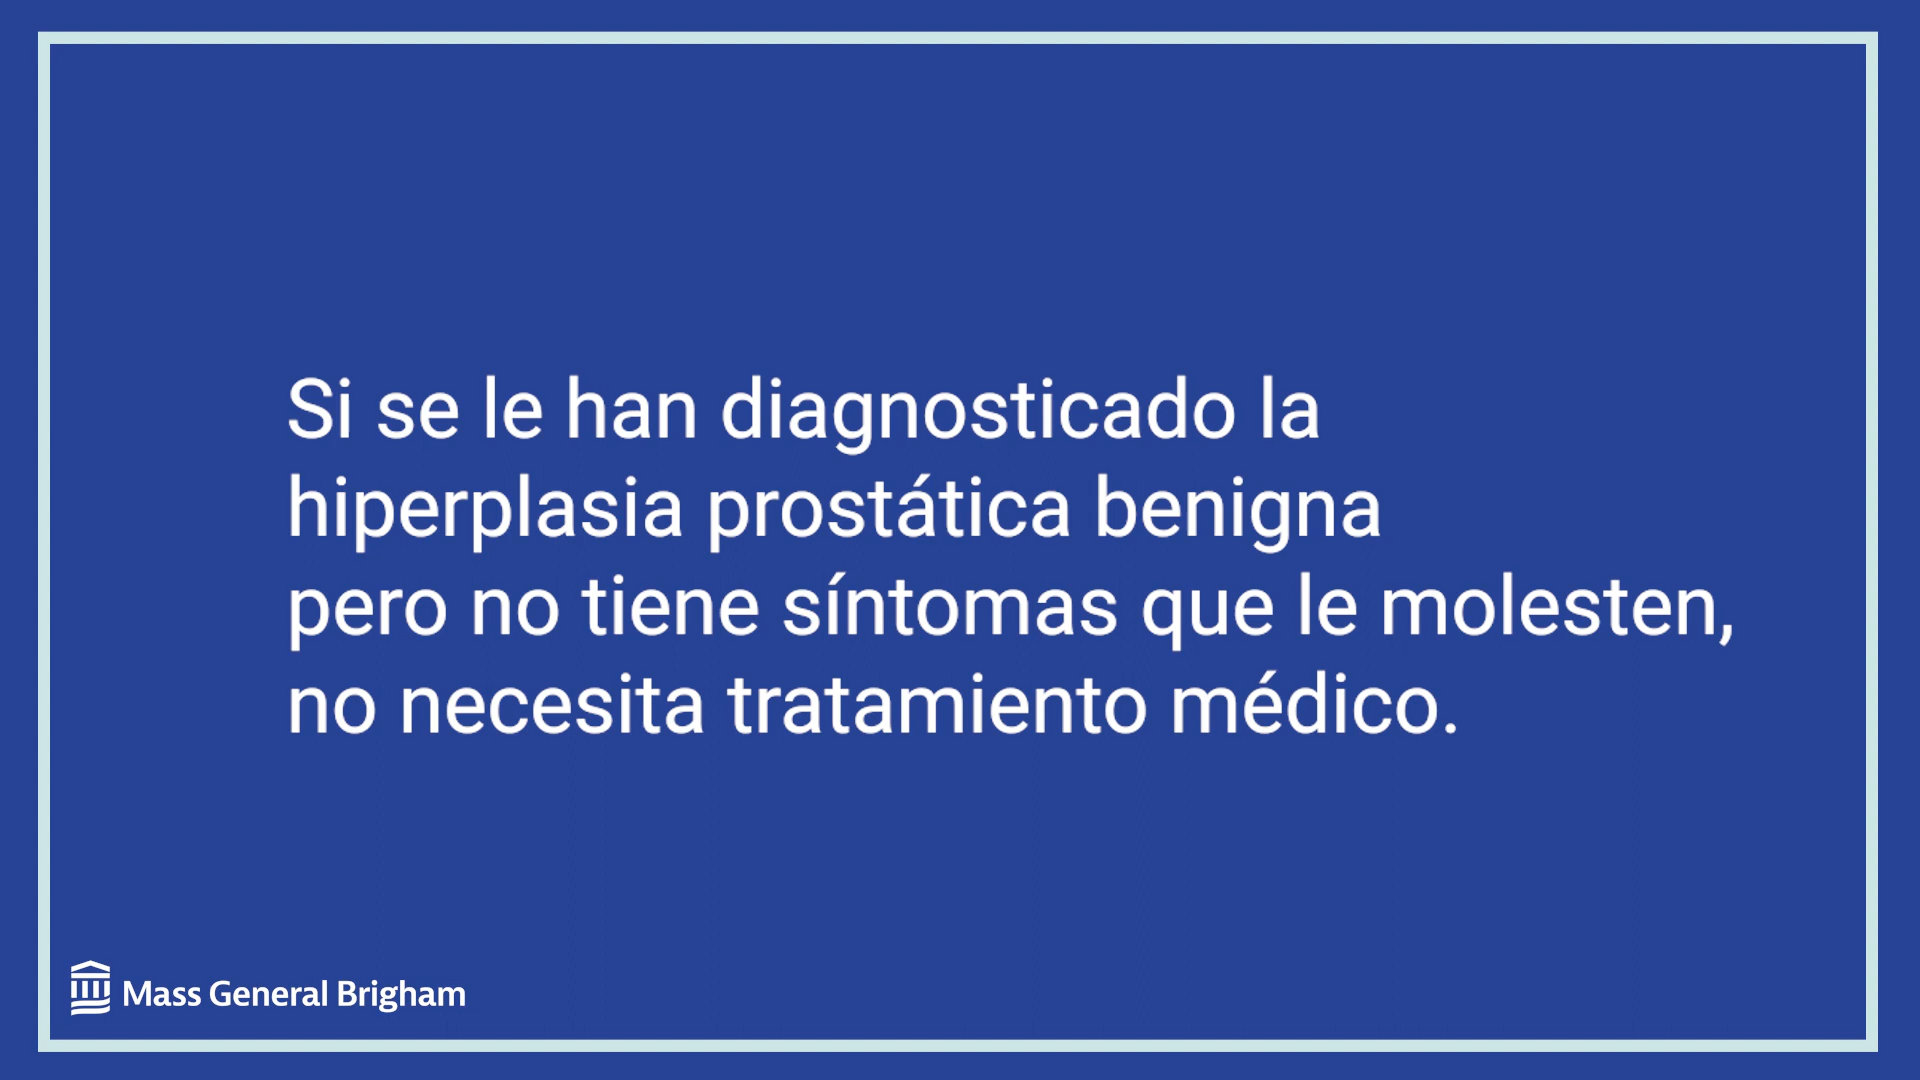 Si se le han diagnosticado la
hiperplasia prostática benigna
pero no tiene síntomas que le molesten,
no necesita tratamiento médico.
Mass General Brigham